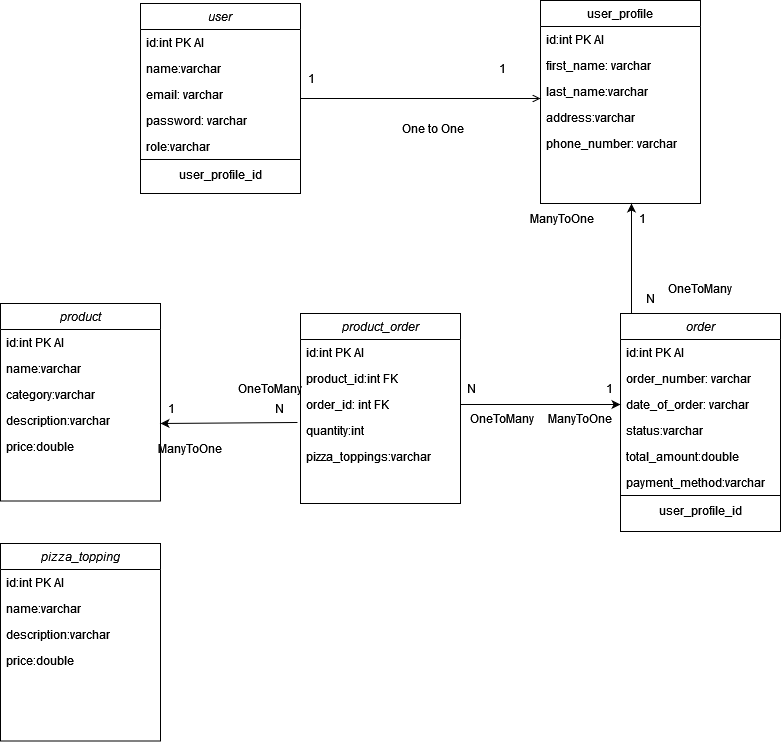 user
id:int PK AI
name:varchar
email: varchar
password: varchar
role:varchar
user_profile_id
1
1
One to One
user_profile
id:int PK AI
first_name: varchar
last_name:varchar
address:varchar
phone_number: varchar
ManyToOne
1
OneToMany
N
product
id:int PK AI
name:varchar
category:varchar
description:varchar
price:double
OneToMany
1
N
ManyToOne
product_order
id:int PK AI
product_id:int FK
order_id: int FK
quantity:int
pizza_toppings:varchar
N
1
OneToMany
ManyToOne
order
id:int PK AI
order_number: varchar
date_of_order: varchar
status:varchar
total_amount:double
payment_method:varchar
user_profile_id
pizza_topping
id:int PK AI
name:varchar
description:varchar
price:double